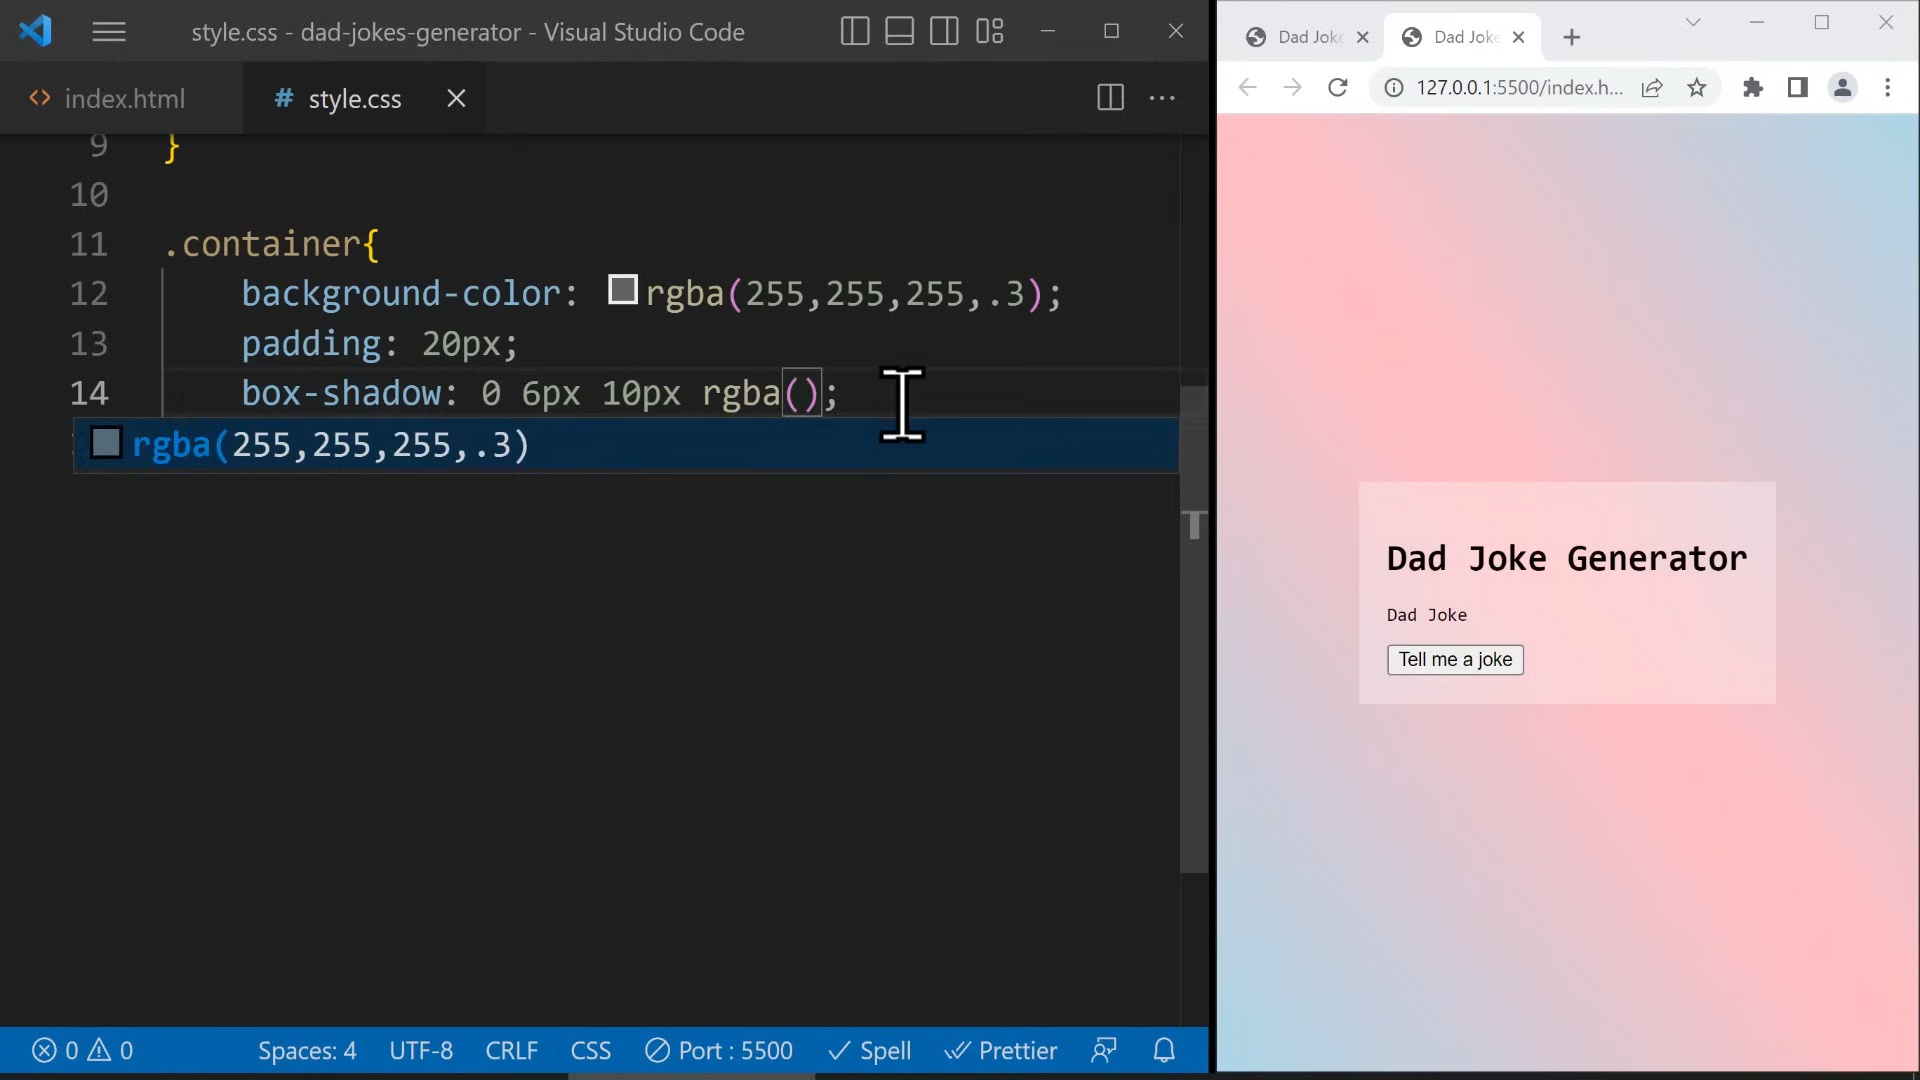 style.css - dad-jokes-generator - Visual Studio Code
index.html
# style.css
9 }
10
11 .container{
12 background-color: rgba(255,255,255,.3);
13 padding: 20px;
14 box-shadow: 0 6px 10px rgba();
rgba(255,255,255,.3)
0 0 Spaces: 4 UTF-8 CRLF CSS Port : 5500 Spell Prettier
Dad Joke
Dad Joke
127.0.0.1:5500/index.h...
Dad Joke Generator
Dad Joke
Tell me a joke